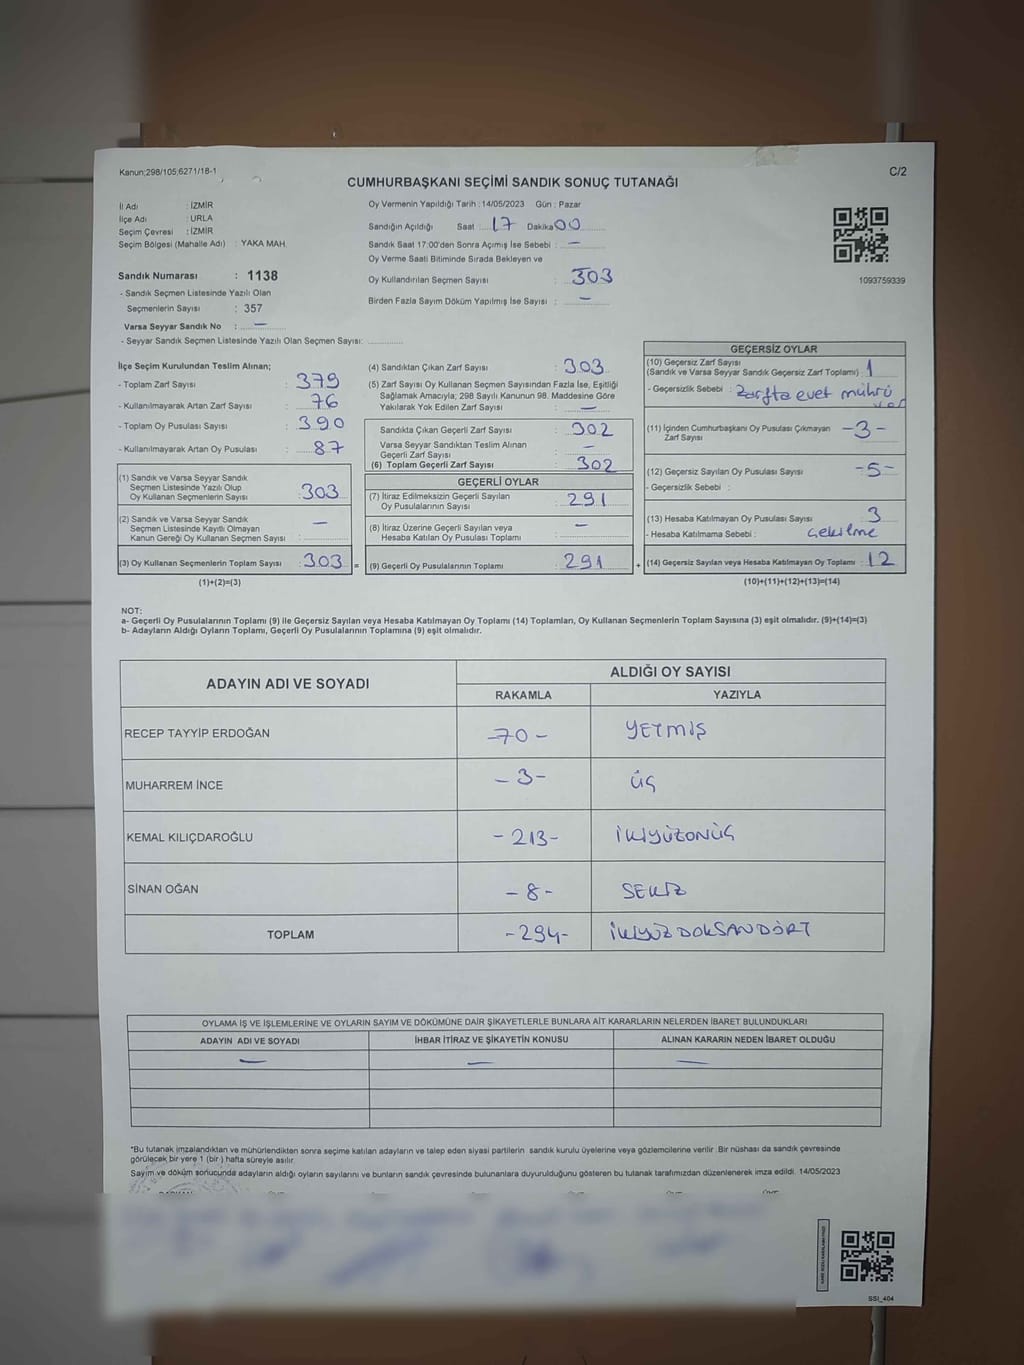 Kanun;298/105;6271/18-1
C/2
CUMHURBAŞKANI SEÇİMİ SANDIK SONUÇ TUTANAĞI
İl Adı : İZMİR
İlçe Adı : URLA
Seçim Çevresi : İZMİR
Seçim Bölgesi (Mahalle Adı) : YAKA MAH.
Sandık Numarası : 1138
- Sandık Seçmen Listesinde Yazılı Olan
Seçmenlerin Sayısı : 357
Varsa Seyyar Sandık No : —
- Seyyar Sandık Seçmen Listesinde Yazılı Olan Seçmen Sayısı:
Oy Vermenin Yapıldığı Tarih : 14/05/2023 Gün : Pazar
Sandığın Açıldığı Saat : 17 Dakika 00
Sandık Saat 17:00'den Sonra Açımış İse Sebebi : —
Oy Verme Saati Bitiminde Sırada Bekleyen ve
Oy Kullandırılan Seçmen Sayısı : 303
Birden Fazla Sayım Döküm Yapılmış İse Sayısı : —
1093759339
İlçe Seçim Kurulundan Teslim Alınan;
- Toplam Zarf Sayısı : 379
- Kullanılmayarak Artan Zarf Sayısı : 76
- Toplam Oy Pusulası Sayısı : 390
- Kullanılmayarak Artan Oy Pusulası : 87
(1) Sandık ve Varsa Seyyar Sandık
Seçmen Listesinde Yazılı Olup
Oy Kullanan Seçmenlerin Sayısı : 303
(2) Sandık ve Varsa Seyyar Sandık
Seçmen Listesinde Kayıtlı Olmayan
Kanun Gereği Oy Kullanan Seçmen Sayısı : —
(3) Oy Kullanan Seçmenlerin Toplam Sayısı : 303 =
(1)+(2)=(3)
(4) Sandıktan Çıkan Zarf Sayısı : 303
(5) Zarf Sayısı Oy Kullanan Seçmen Sayısından Fazla İse, Eşitliği
Sağlamak Amacıyla; 298 Sayılı Kanunun 98. Maddesine Göre
Yakılarak Yok Edilen Zarf Sayısı : —
Sandıkta Çıkan Geçerli Zarf Sayısı : 302
Varsa Seyyar Sandıktan Teslim Alınan
Geçerli Zarf Sayısı : —
(6) Toplam Geçerli Zarf Sayısı : 302
GEÇERLİ OYLAR
(7) İtiraz Edilmeksizin Geçerli Sayılan
Oy Pusulalarının Sayısı : 291
(8) İtiraz Üzerine Geçerli Sayılan veya
Hesaba Katılan Oy Pusulası Toplamı : —
(9) Geçerli Oy Pusulalarının Toplamı : 291 +
GEÇERSİZ OYLAR
(10) Geçersiz Zarf Sayısı
(Sandık ve Varsa Seyyar Sandık Geçersiz Zarf Toplamı) : 1
- Geçersizlik Sebebi : Zarfta evet mührü
var
(11) İçinden Cumhurbaşkanı Oy Pusulası Çıkmayan
Zarf Sayısı : -3-
(12) Geçersiz Sayılan Oy Pusulası Sayısı : -5-
- Geçersizlik Sebebi :
(13) Hesaba Katılmayan Oy Pusulası Sayısı : 3
- Hesaba Katılmama Sebebi : Çekilme
(14) Geçersiz Sayılan veya Hesaba Katılmayan Oy Toplamı : 12
(10)+(11)+(12)+(13)=(14)
NOT:
a- Geçerli Oy Pusulalarının Toplamı (9) ile Geçersiz Sayılan veya Hesaba Katılmayan Oy Toplamı (14) Toplamları, Oy Kullanan Seçmenlerin Toplam Sayısına (3) eşit olmalıdır. (9)+(14)=(3)
b- Adayların Aldığı Oyların Toplamı, Geçerli Oy Pusulalarının Toplamına (9) eşit olmalıdır.
ADAYIN ADI VE SOYADI
ALDIĞI OY SAYISI
RAKAMLA YAZIYLA
RECEP TAYYİP ERDOĞAN -70- YETMİŞ
MUHARREM İNCE -3- ÜÇ
KEMAL KILIÇDAROĞLU -213- İKİYÜZONÜÇ
SİNAN OĞAN -8- SEKİZ
TOPLAM -294- İKİYÜZDOKSANDÖRT
OYLAMA İŞ VE İŞLEMLERİNE VE OYLARIN SAYIM VE DÖKÜMÜNE DAİR ŞİKAYETLERLE BUNLARA AİT KARARLARIN NELERDEN İBARET BULUNDUKLARI
ADAYIN ADI VE SOYADI İHBAR İTİRAZ VE ŞİKAYETİN KONUSU ALINAN KARARIN NEDEN İBARET OLDUĞU
— — —
*Bu tutanak imzalandıktan ve mühürlendikten sonra seçime katılan adayların ve talep eden siyasi partilerin sandık kurulu üyelerine veya gözlemcilerine verilir. Bir nüshası da sandık çevresinde
görülecek bir yere 1 (bir) hafta süreyle asılır.
Sayım ve döküm sonucunda adayların aldığı oyların sayılarını ve bunların sandık çevresinde bulunanlara duyurulduğunu gösteren bu tutanak tarafımızdan düzenlenerek imza edildi. 14/05/2023
SSI_404